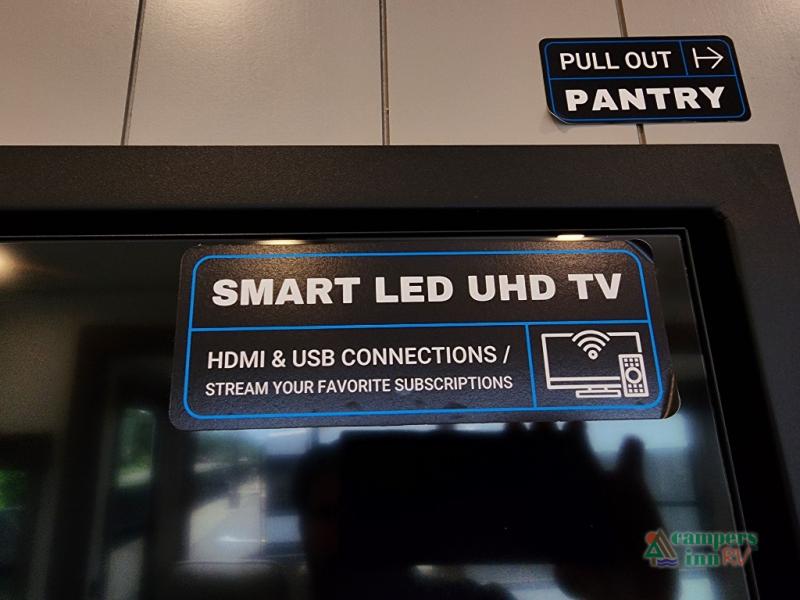 PULL OUT
PANTRY
SMART LED UHD TV
HDMI & USB CONNECTIONS /
STREAM YOUR FAVORITE SUBSCRIPTIONS
campers
inn RV